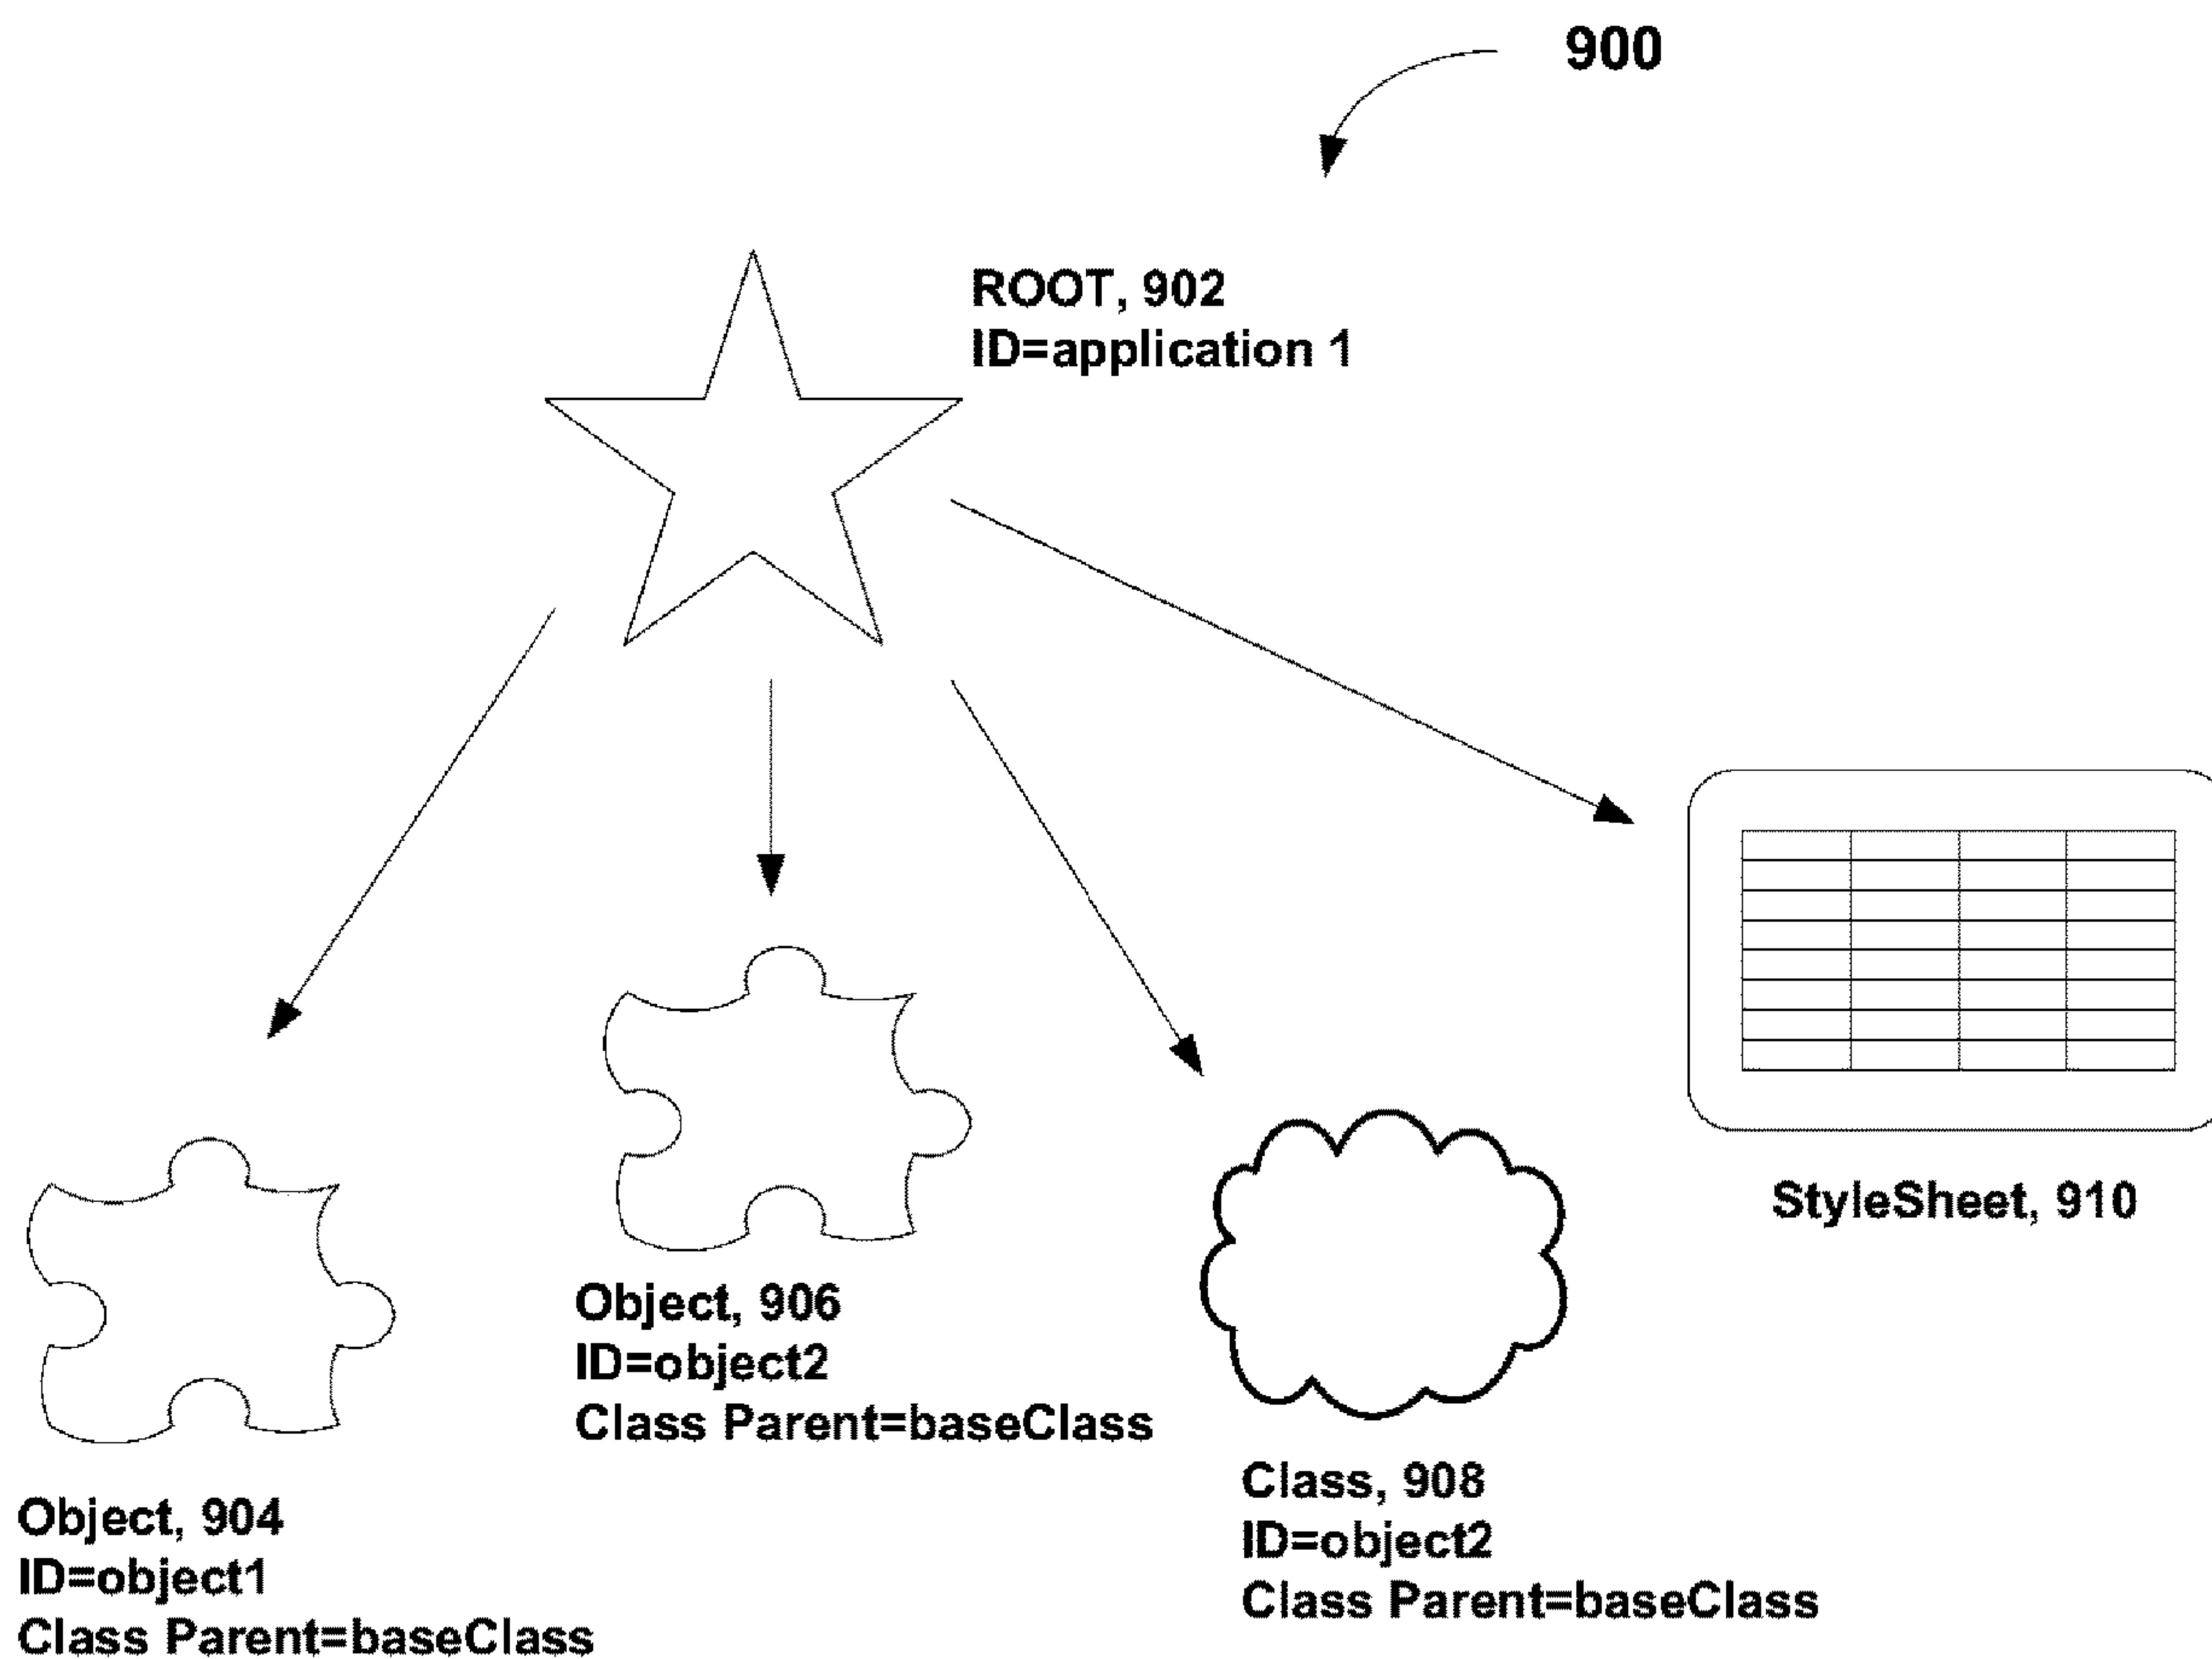 900
ROOT, 902
ID=application 1
StyleSheet, 910
Object, 906
ID=object2
Class Parent=baseClass
Class, 908
ID=object2
Class Parent=baseClass
Object, 904
ID=object1
Class Parent=baseClass